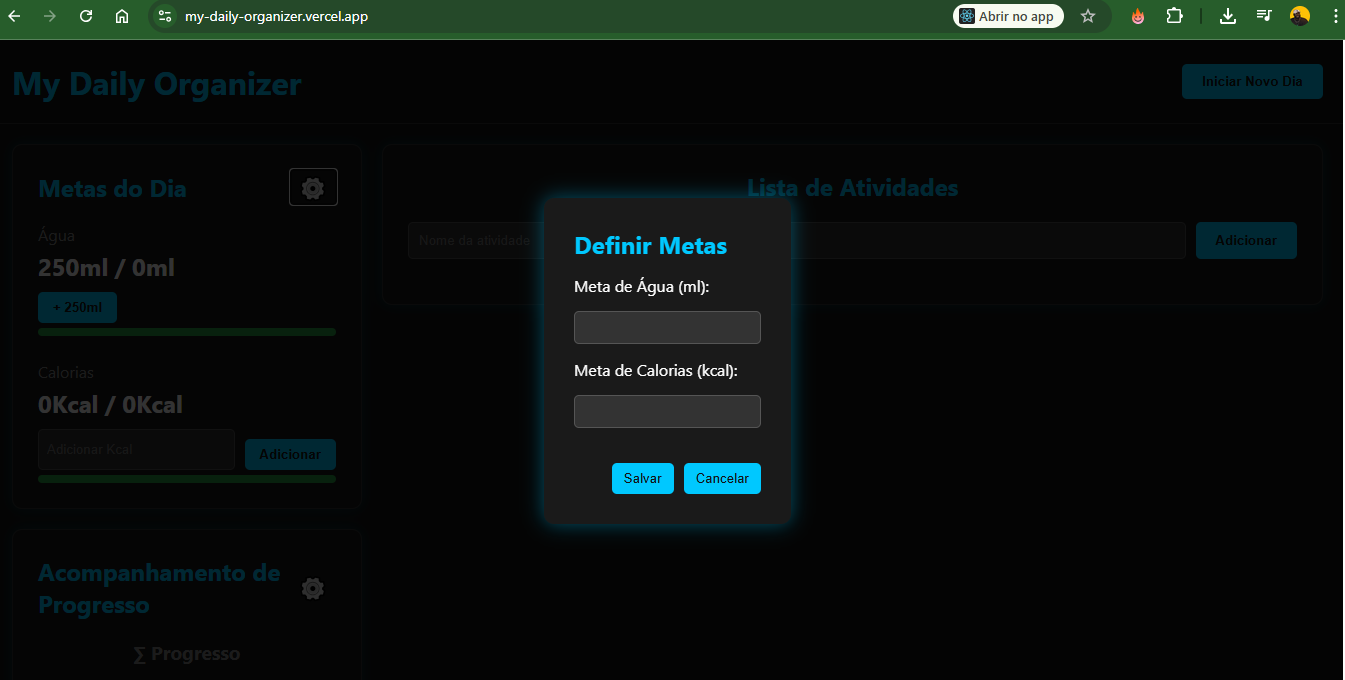 my-daily-organizer.vercel.app
Abrir no app
My Daily Organizer
Iniciar Novo Dia
Metas do Dia
Água
250ml / 0ml
+ 250ml
Calorias
0Kcal / 0Kcal
Adicionar Kcal
Adicionar
Acompanhamento de
Progresso
∑ Progresso
Lista de Atividades
Nome da atividade
Adicionar
Definir Metas
Meta de Água (ml):
Meta de Calorias (kcal):
Salvar
Cancelar